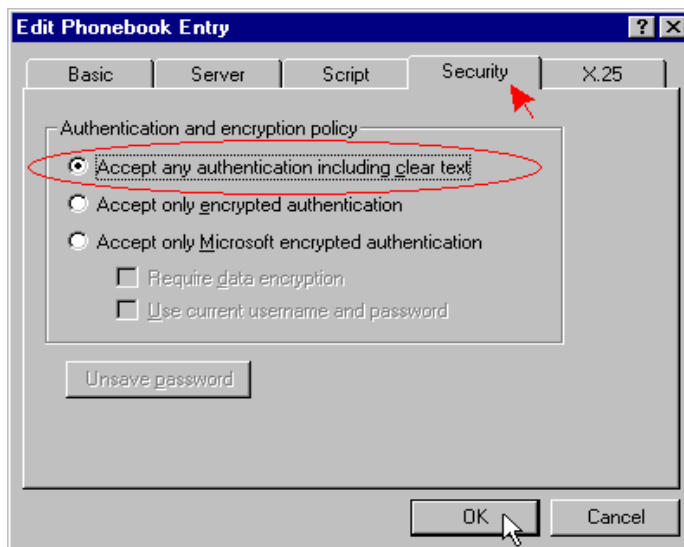 Edit Phonebook Entry
Basic Server Script Security X.25
Authentication and encryption policy
Accept any authentication including clear text
Accept only encrypted authentication
Accept only Microsoft encrypted authentication
Require data encryption
Use current username and password
Unsave password
OK Cancel